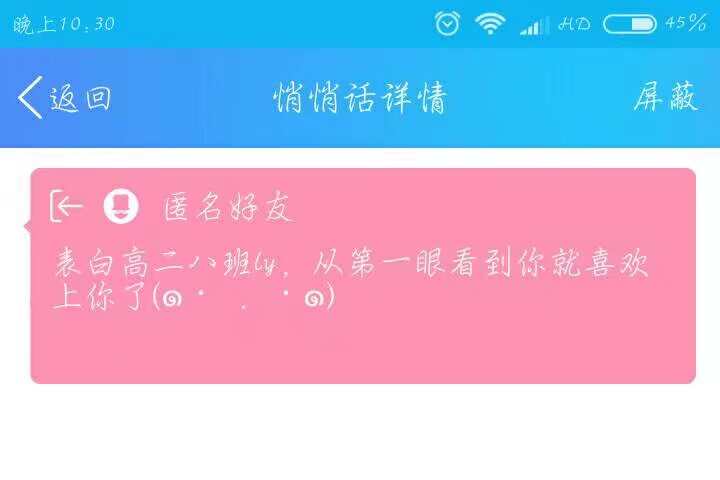 晚上10:30 HD 45%
返回 悄悄话详情 屏蔽
匿名好友
表白高二八班ly，从第一眼看到你就喜欢
上你了(๑· . ·๑)